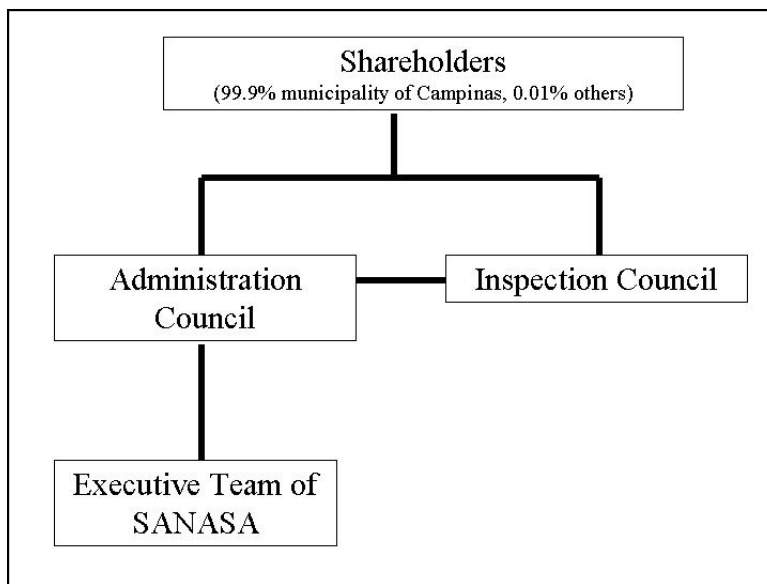 Shareholders
(99.9% municipality of Campinas, 0.01% others)
Administration
Council
Inspection Council
Executive Team of
SANASA